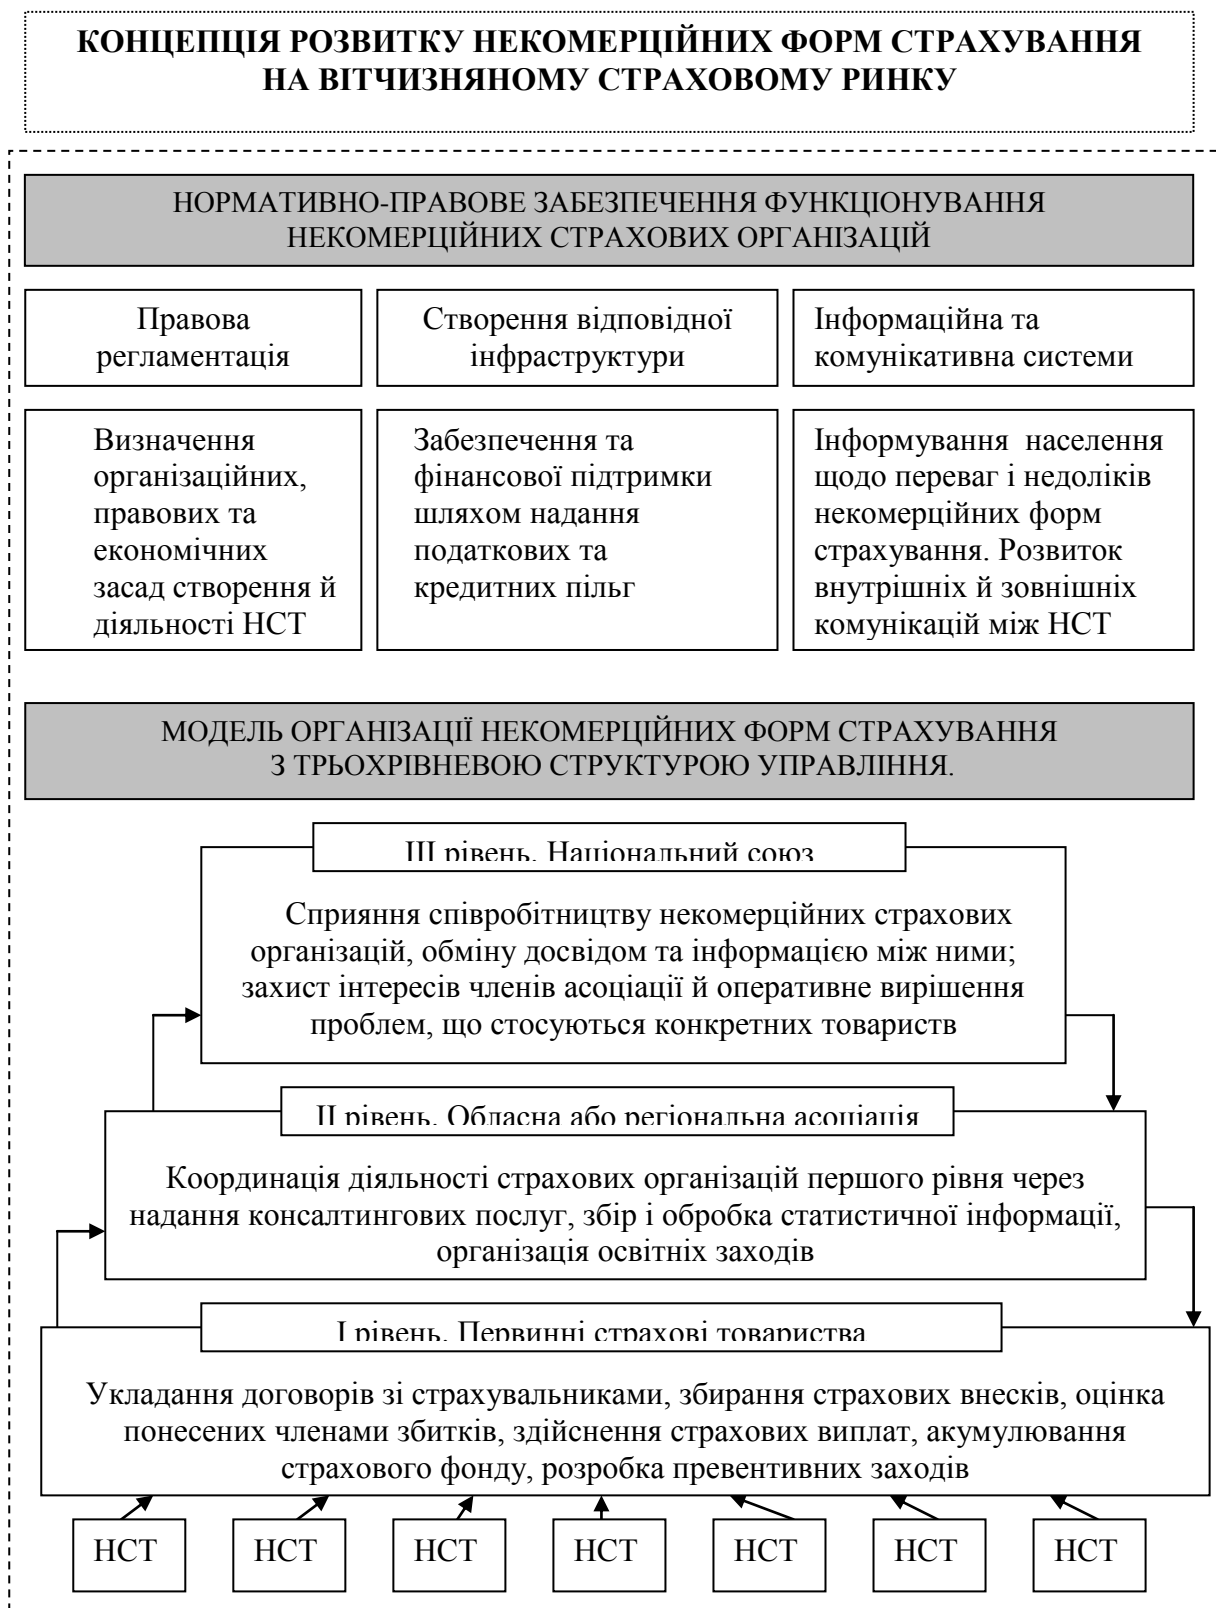 КОНЦЕПЦІЯ РОЗВИТКУ НЕКОМЕРЦІЙНИХ ФОРМ СТРАХУВАННЯ
НА ВІТЧИЗНЯНОМУ СТРАХОВОМУ РИНКУ
НОРМАТИВНО-ПРАВОВЕ ЗАБЕЗПЕЧЕННЯ ФУНКЦІОНУВАННЯ
НЕКОМЕРЦІЙНИХ СТРАХОВИХ ОРГАНІЗАЦІЙ
Правова
регламентація
Створення відповідної
інфраструктури
Інформаційна та
комунікативна системи
Визначення
організаційних,
правових та
економічних
засад створення й
діяльності НСТ
Забезпечення та
фінансової підтримки
шляхом надання
податкових та
кредитних пільг
Інформування населення
щодо переваг і недоліків
некомерційних форм
страхування. Розвиток
внутрішніх й зовнішніх
комунікацій між НСТ
МОДЕЛЬ ОРГАНІЗАЦІЇ НЕКОМЕРЦІЙНИХ ФОРМ СТРАХУВАННЯ
З ТРЬОХРІВНЕВОЮ СТРУКТУРОЮ УПРАВЛІННЯ.
ІІІ рівень. Національний союз
Сприяння співробітництву некомерційних страхових
організацій, обміну досвідом та інформацією між ними;
захист інтересів членів асоціації й оперативне вирішення
проблем, що стосуються конкретних товариств
ІІ рівень. Обласна або регіональна асоціація
Координація діяльності страхових організацій першого рівня через
надання консалтингових послуг, збір і обробка статистичної інформації,
організація освітніх заходів
І рівень. Первинні страхові товариства
Укладання договорів зі страхувальниками, збирання страхових внесків, оцінка
понесених членами збитків, здійснення страхових виплат, акумулювання
страхового фонду, розробка превентивних заходів
НСТ
НСТ
НСТ
НСТ
НСТ
НСТ
НСТ